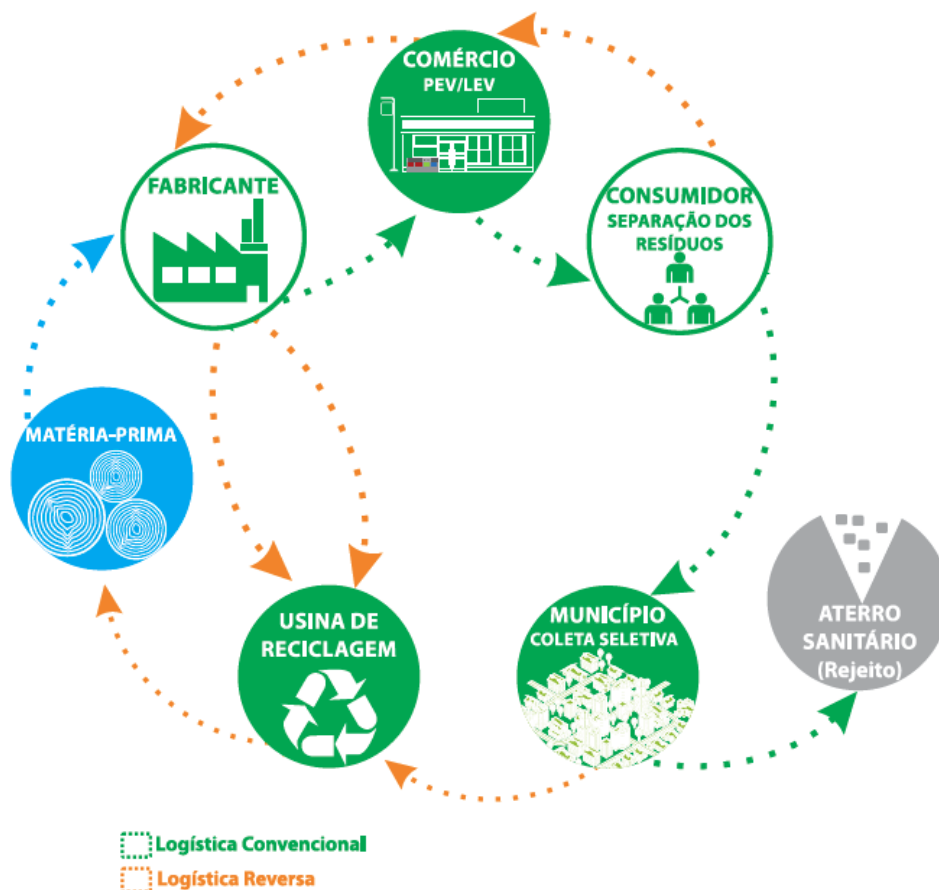 COMÉRCIO
PEV/LEV
FABRICANTE
CONSUMIDOR
SEPARAÇÃO DOS
RESÍDUOS
MATÉRIA-PRIMA
USINA DE
RECICLAGEM
MUNICÍPIO
COLETA SELETIVA
ATERRO
SANITÁRIO
(Rejeito)
Logística Convencional
Logística Reversa